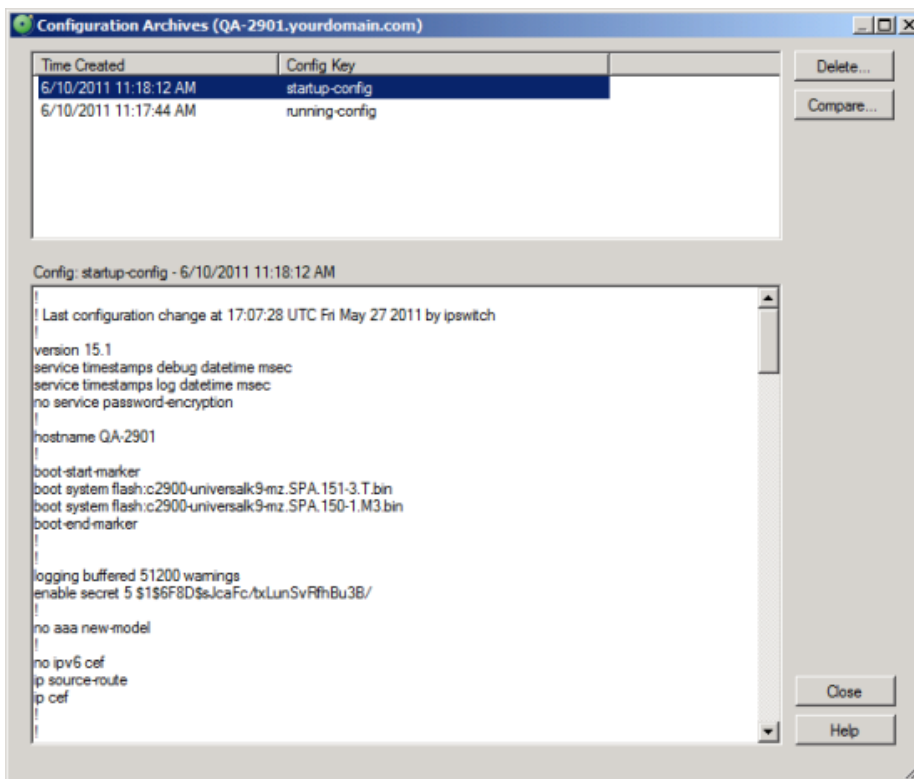 Configuration Archives (QA-2901.yourdomain.com)
Time Created Config Key
6/10/2011 11:18:12 AM startup-config
6/10/2011 11:17:44 AM running-config
Delete...
Compare...
Config: startup-config - 6/10/2011 11:18:12 AM
!
! Last configuration change at 17:07:28 UTC Fri May 27 2011 by ipswitch
!
version 15.1
service timestamps debug datetime msec
service timestamps log datetime msec
no service password-encryption
!
hostname QA-2901
!
boot-start-marker
boot system flash:c2900-universalk9-mz.SPA.151-3.T.bin
boot system flash:c2900-universalk9-mz.SPA.150-1.M3.bin
boot-end-marker
!
!
logging buffered 51200 warnings
enable secret 5 $1$6F8D$sJcaFc/txLunSvRfhBu3B/
!
no aaa new-model
!
no ipv6 cef
ip source-route
ip cef
!
!
Close
Help